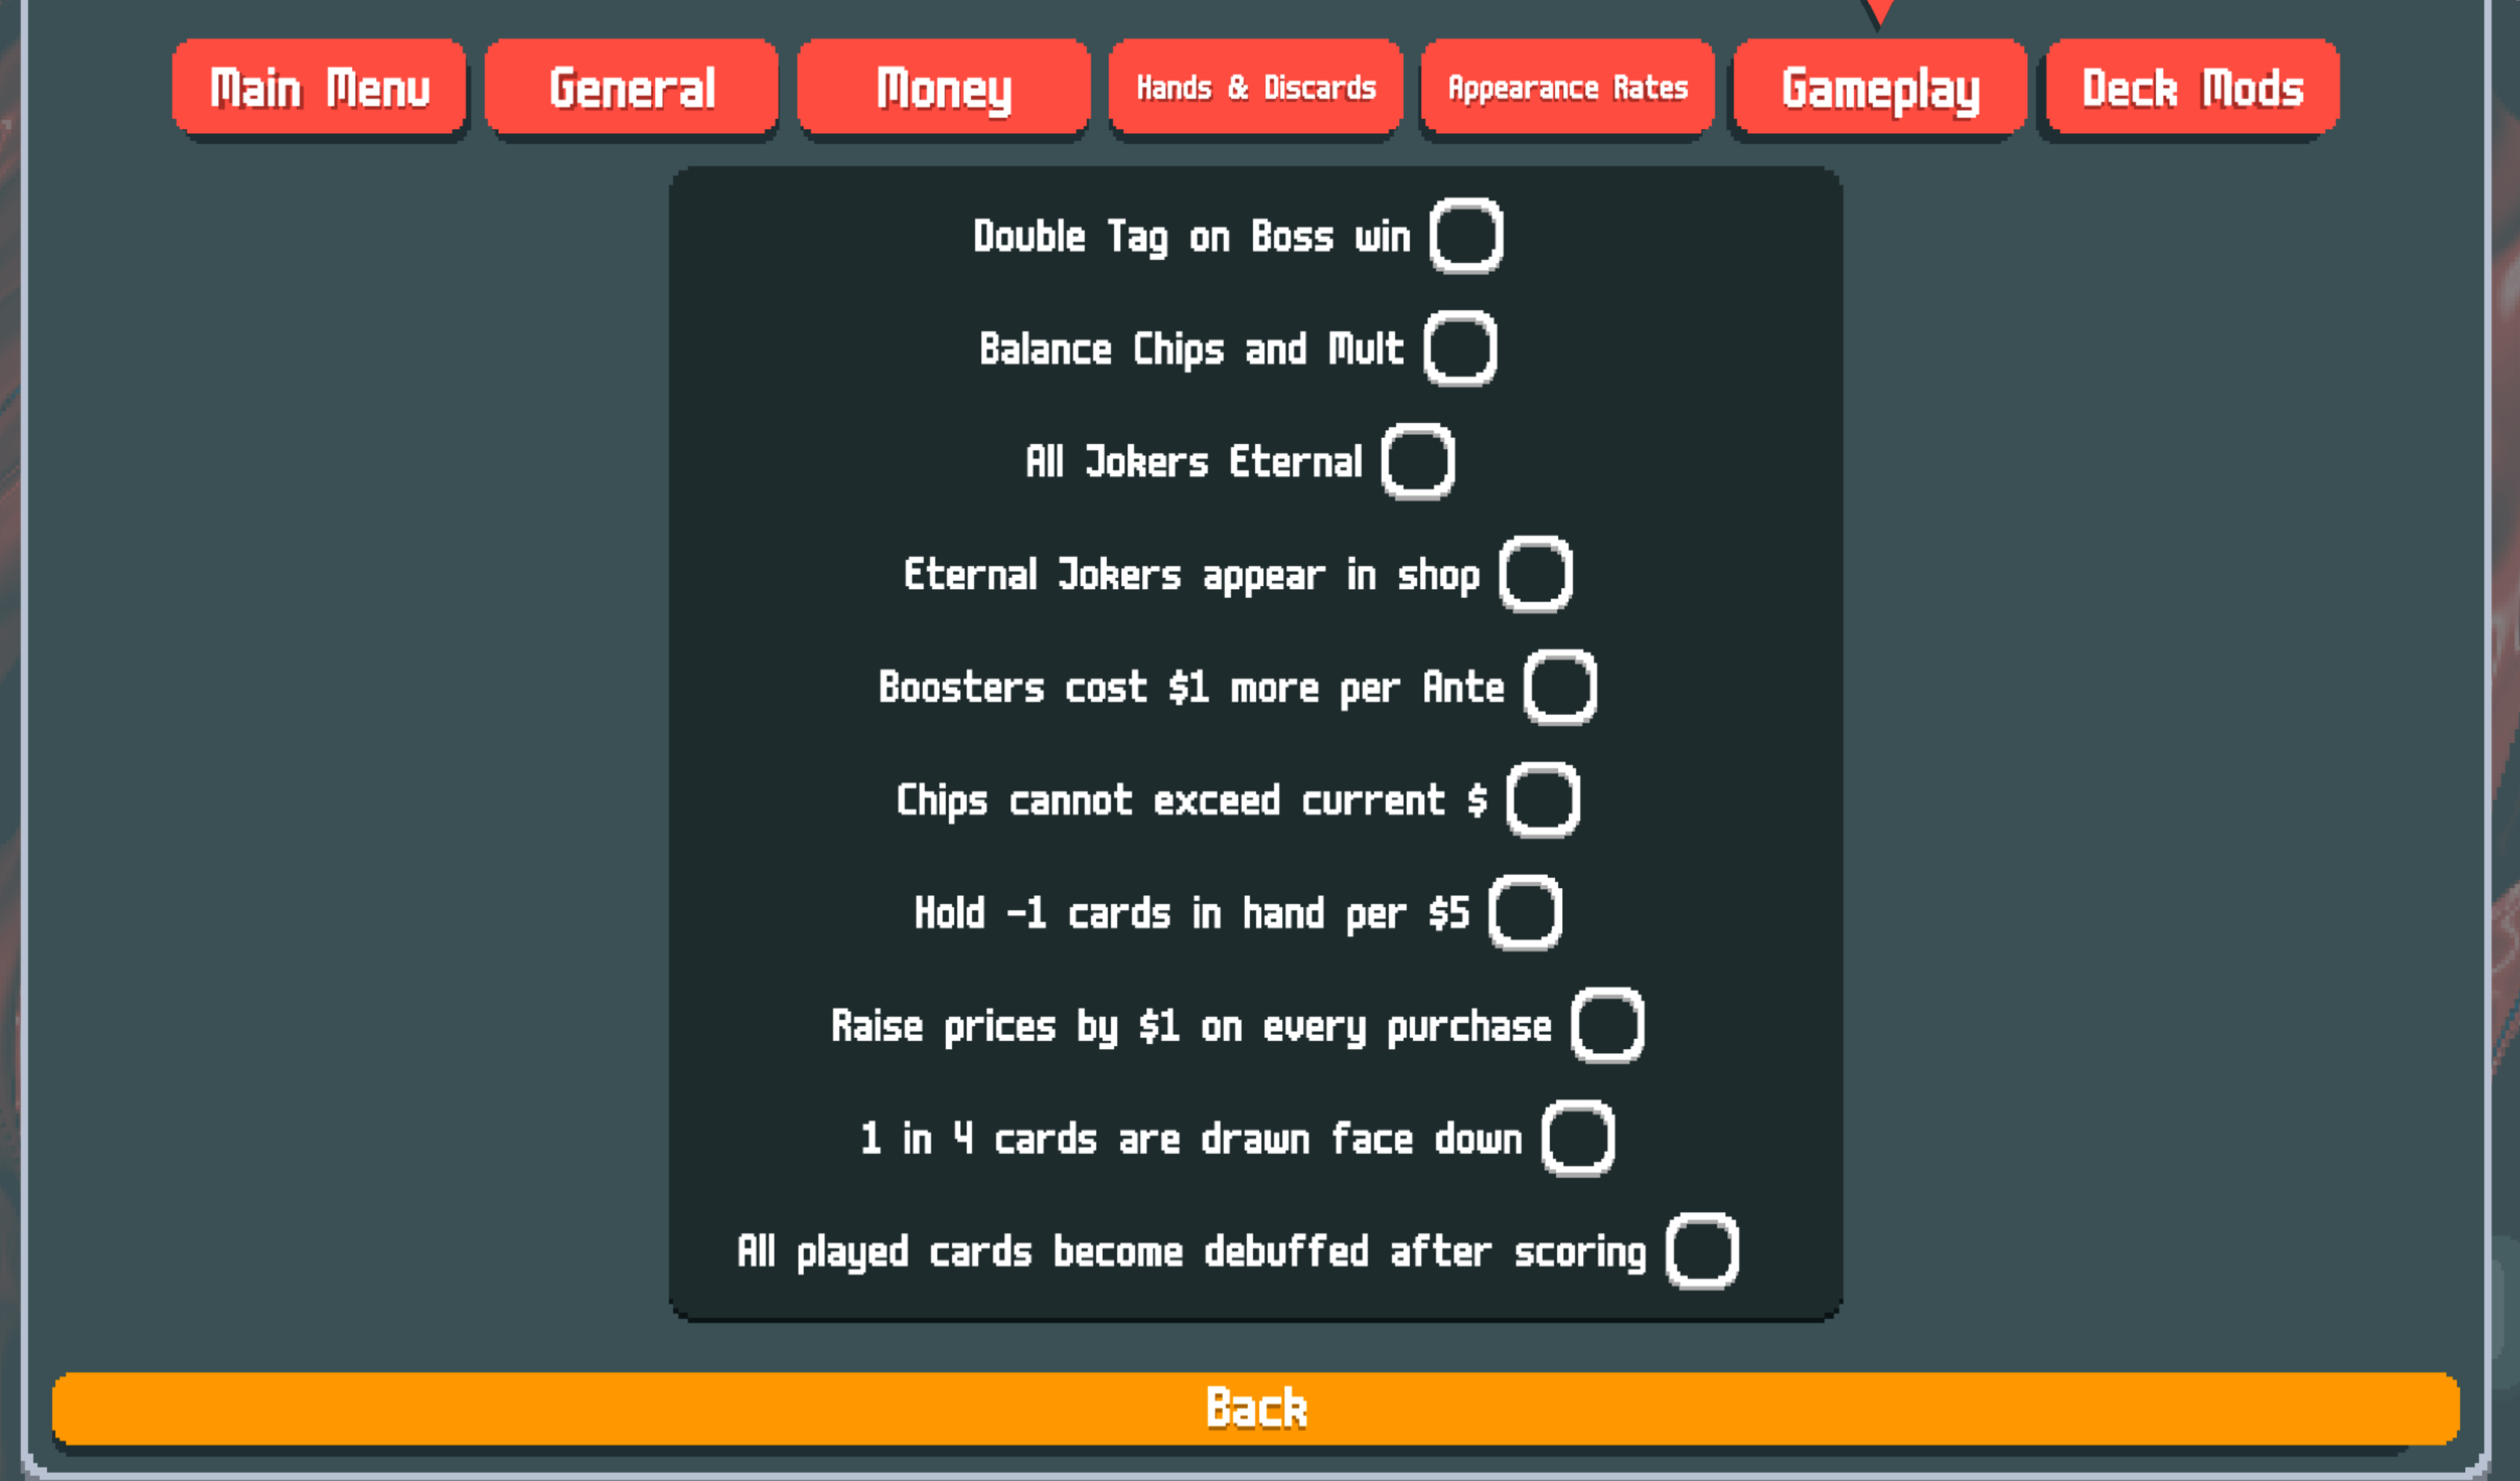 Main Menu
General
Money
Hands & Discards
Appearance Rates
Gameplay
Deck Mods
Double Tag on Boss win
Balance Chips and Mult
All Jokers Eternal
Eternal Jokers appear in shop
Boosters cost $1 more per Ante
Chips cannot exceed current $
Hold -1 cards in hand per $5
Raise prices by $1 on every purchase
1 in 4 cards are drawn face down
All played cards become debuffed after scoring
Back